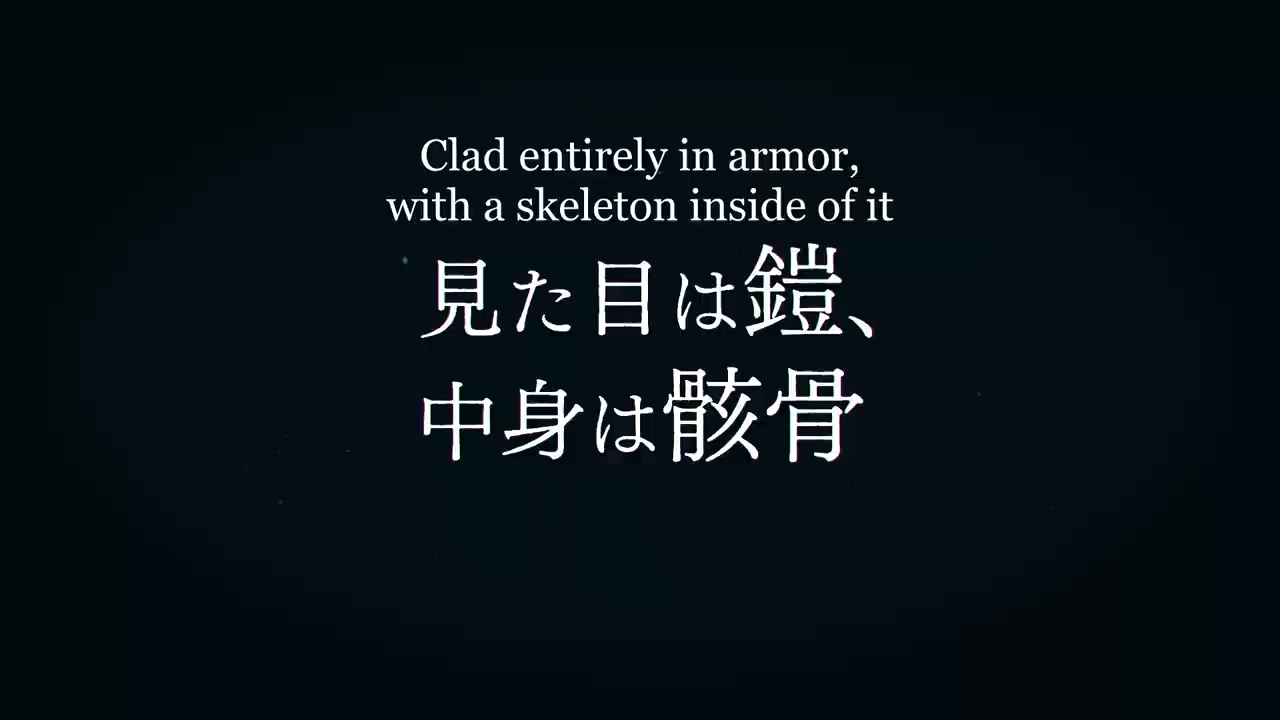 Clad entirely in armor,
with a skeleton inside of it
見た目は鎧、
中身は骸骨